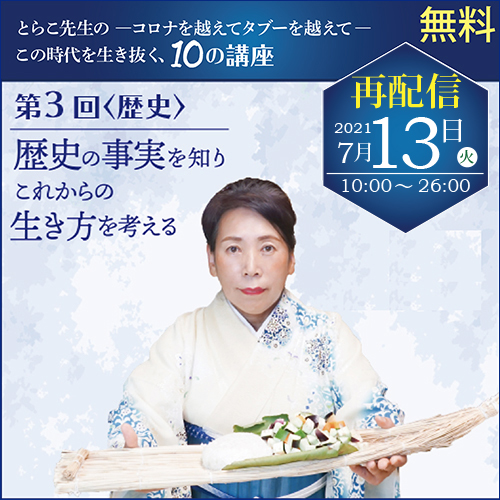 とらこ先生の ―コロナを越えてタブーを越えて―
この時代を生き抜く、10の講座
無料
第3回〈歴史〉
歴史の事実を知り
これからの
生き方を考える
再配信
2021
7月13日㊋
10:00～26:00